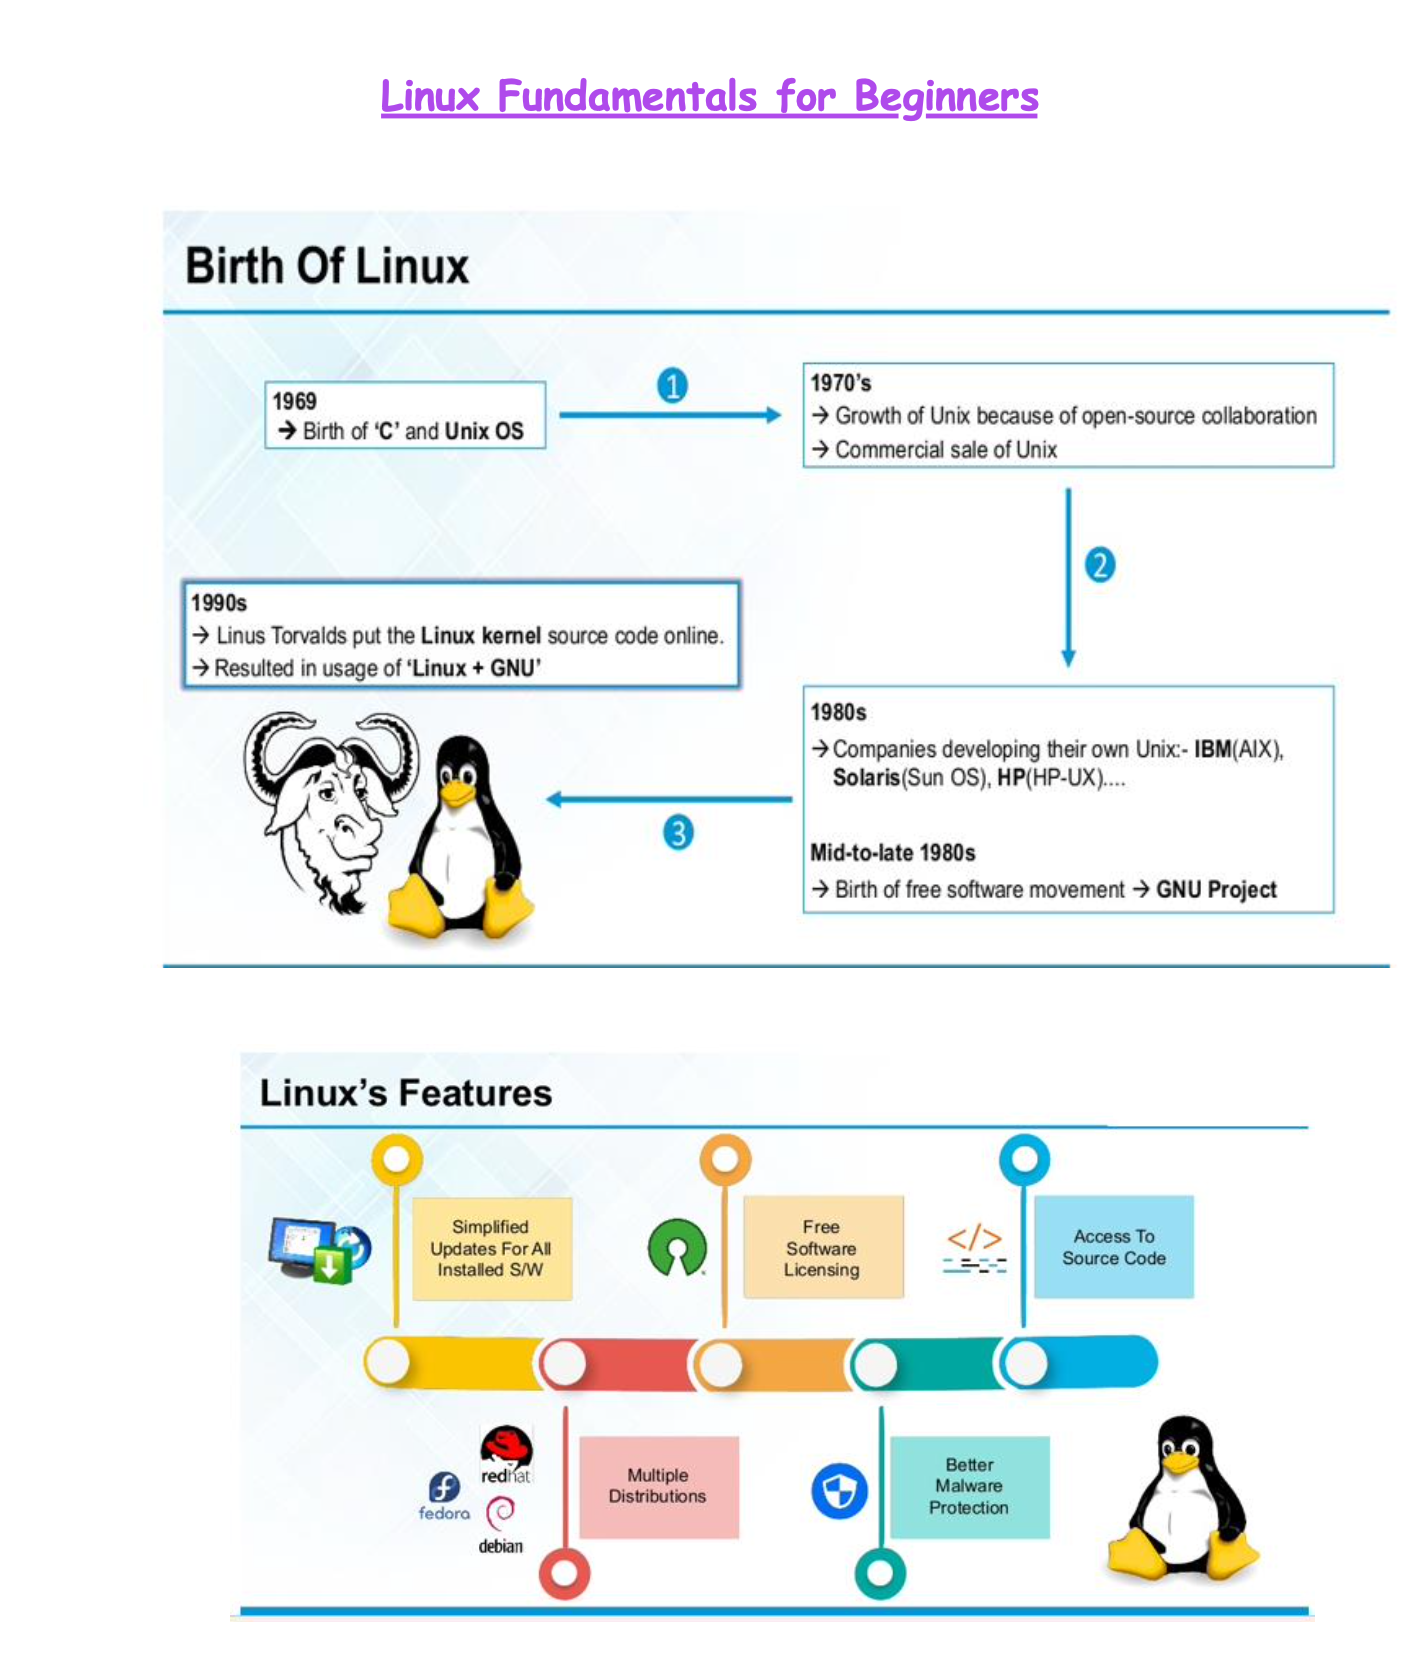 Linux Fundamentals for Beginners
Birth Of Linux
1969
→ Birth of ‘C’ and Unix OS
1
1970’s
→ Growth of Unix because of open-source collaboration
→ Commercial sale of Unix
2
1980s
→ Companies developing their own Unix:- IBM(AIX),
Solaris(Sun OS), HP(HP-UX)....
Mid-to-late 1980s
→ Birth of free software movement → GNU Project
3
1990s
→ Linus Torvalds put the Linux kernel source code online.
→ Resulted in usage of ‘Linux + GNU’
Linux’s Features
Simplified
Updates For All
Installed S/W
Free
Software
Licensing
</>
Access To
Source Code
redhat
fedora
debian
Multiple
Distributions
Better
Malware
Protection